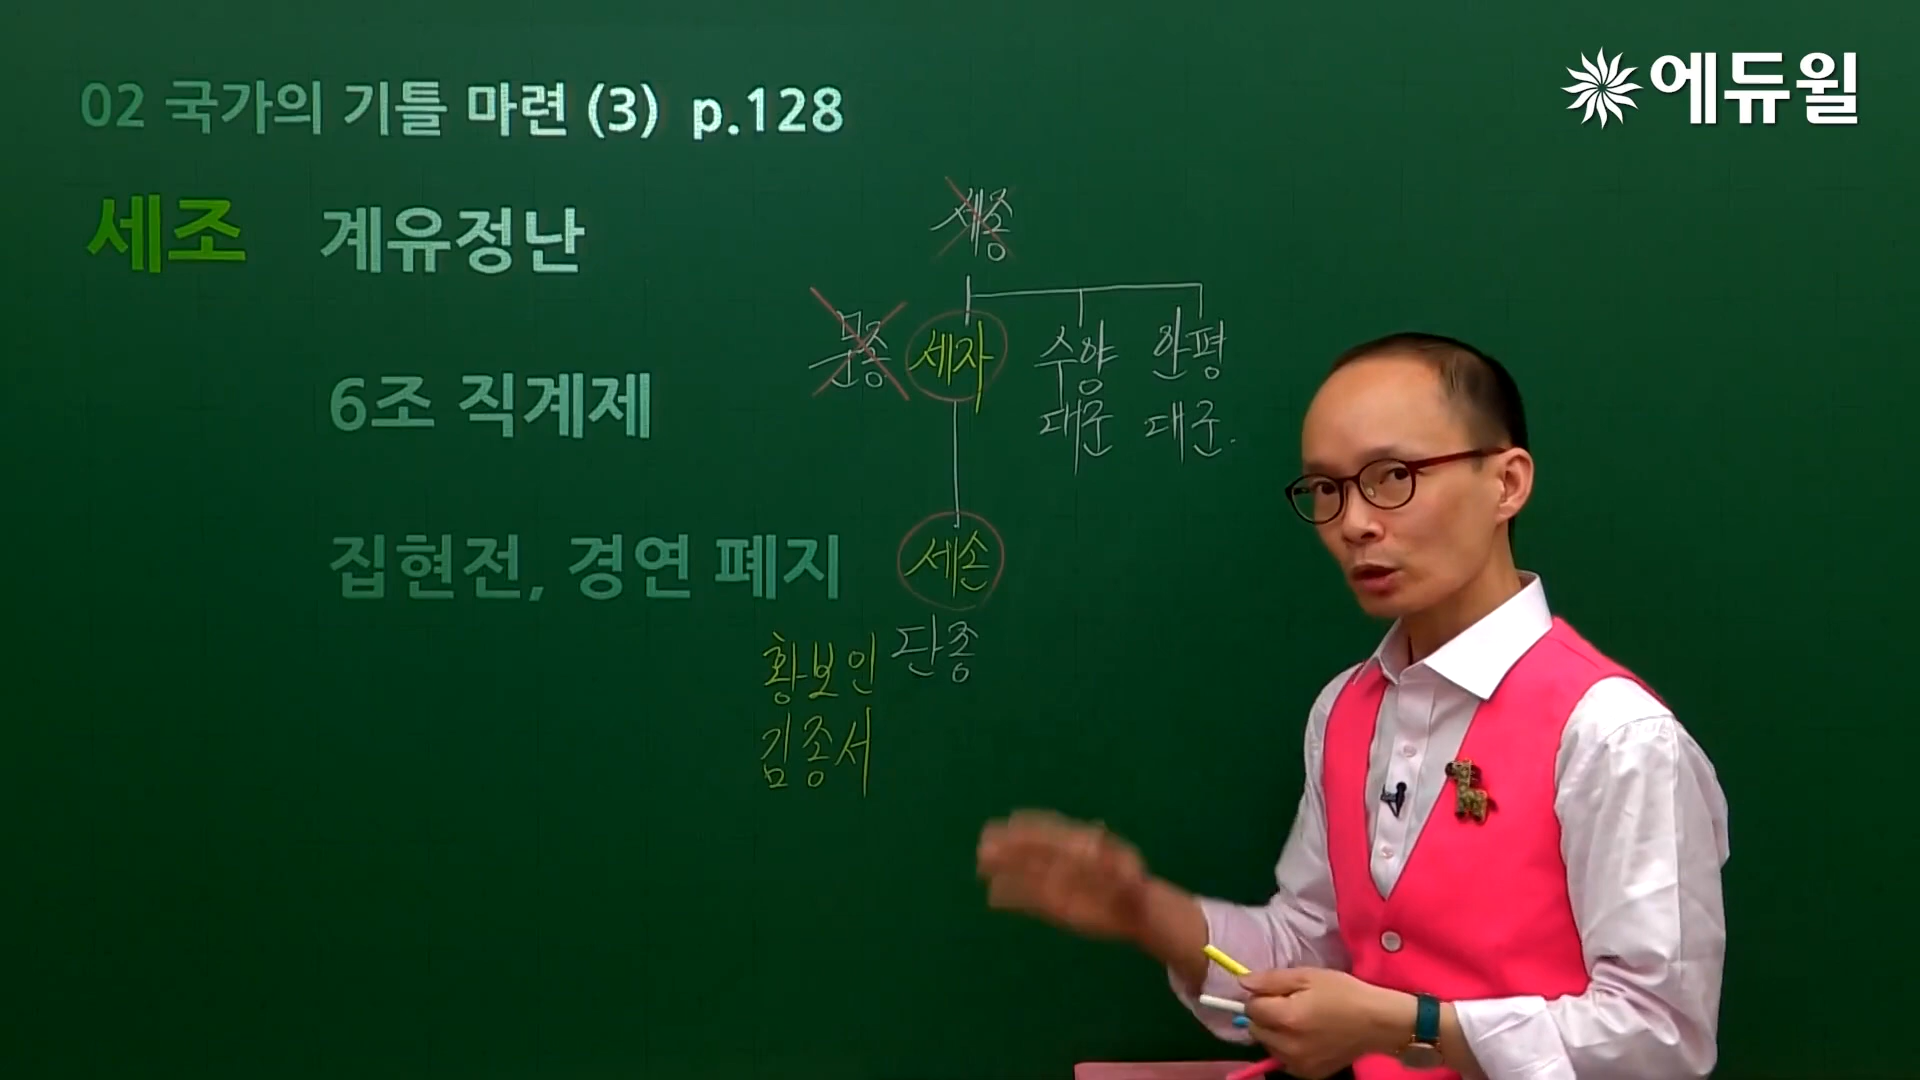 02 국가의 기틀 마련 (3) p.128
에듀윌
세조 계유정난
6조 직계제
집현전, 경연 폐지
세종
문종 세자 수양대군 안평대군.
세손
단종
황보인
김종서